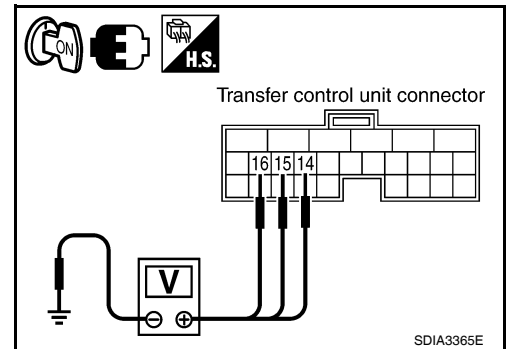 ON
H.S.
Transfer control unit connector
16 15 14
V
− +
SDIA3365E